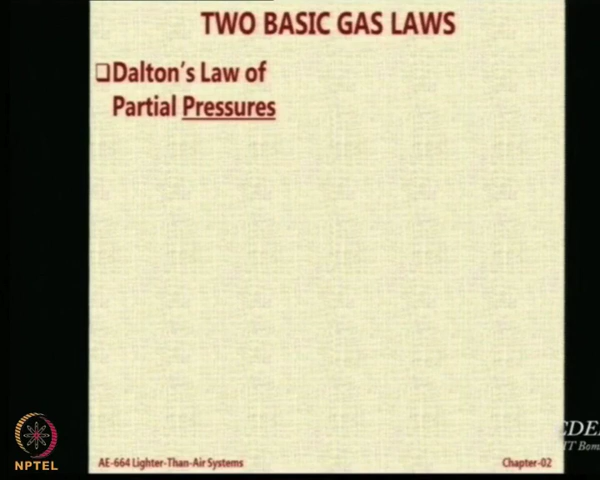 TWO BASIC GAS LAWS
❑Dalton's Law of
Partial Pressures
NPTEL
AE-664 Lighter-Than-Air Systems
Chapter-02